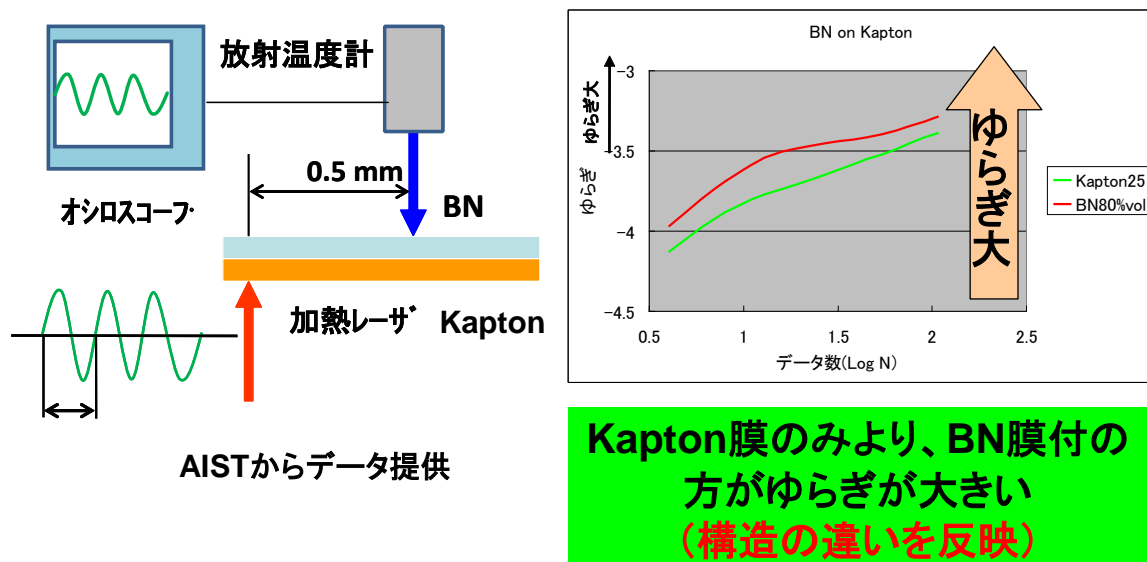 放射温度計
0.5 mm
BN
オシロスコープ
加熱レーザ Kapton
AISTからデータ提供
BN on Kapton
ゆらぎ大
ゆらぎ
-3
-3.5
-4
-4.5
0.5
1
1.5
2
2.5
データ数(Log N)
ゆらぎ大
Kapton25
BN80%vol
Kapton膜のみより、BN膜付の
方がゆらぎが大きい
(構造の違いを反映)